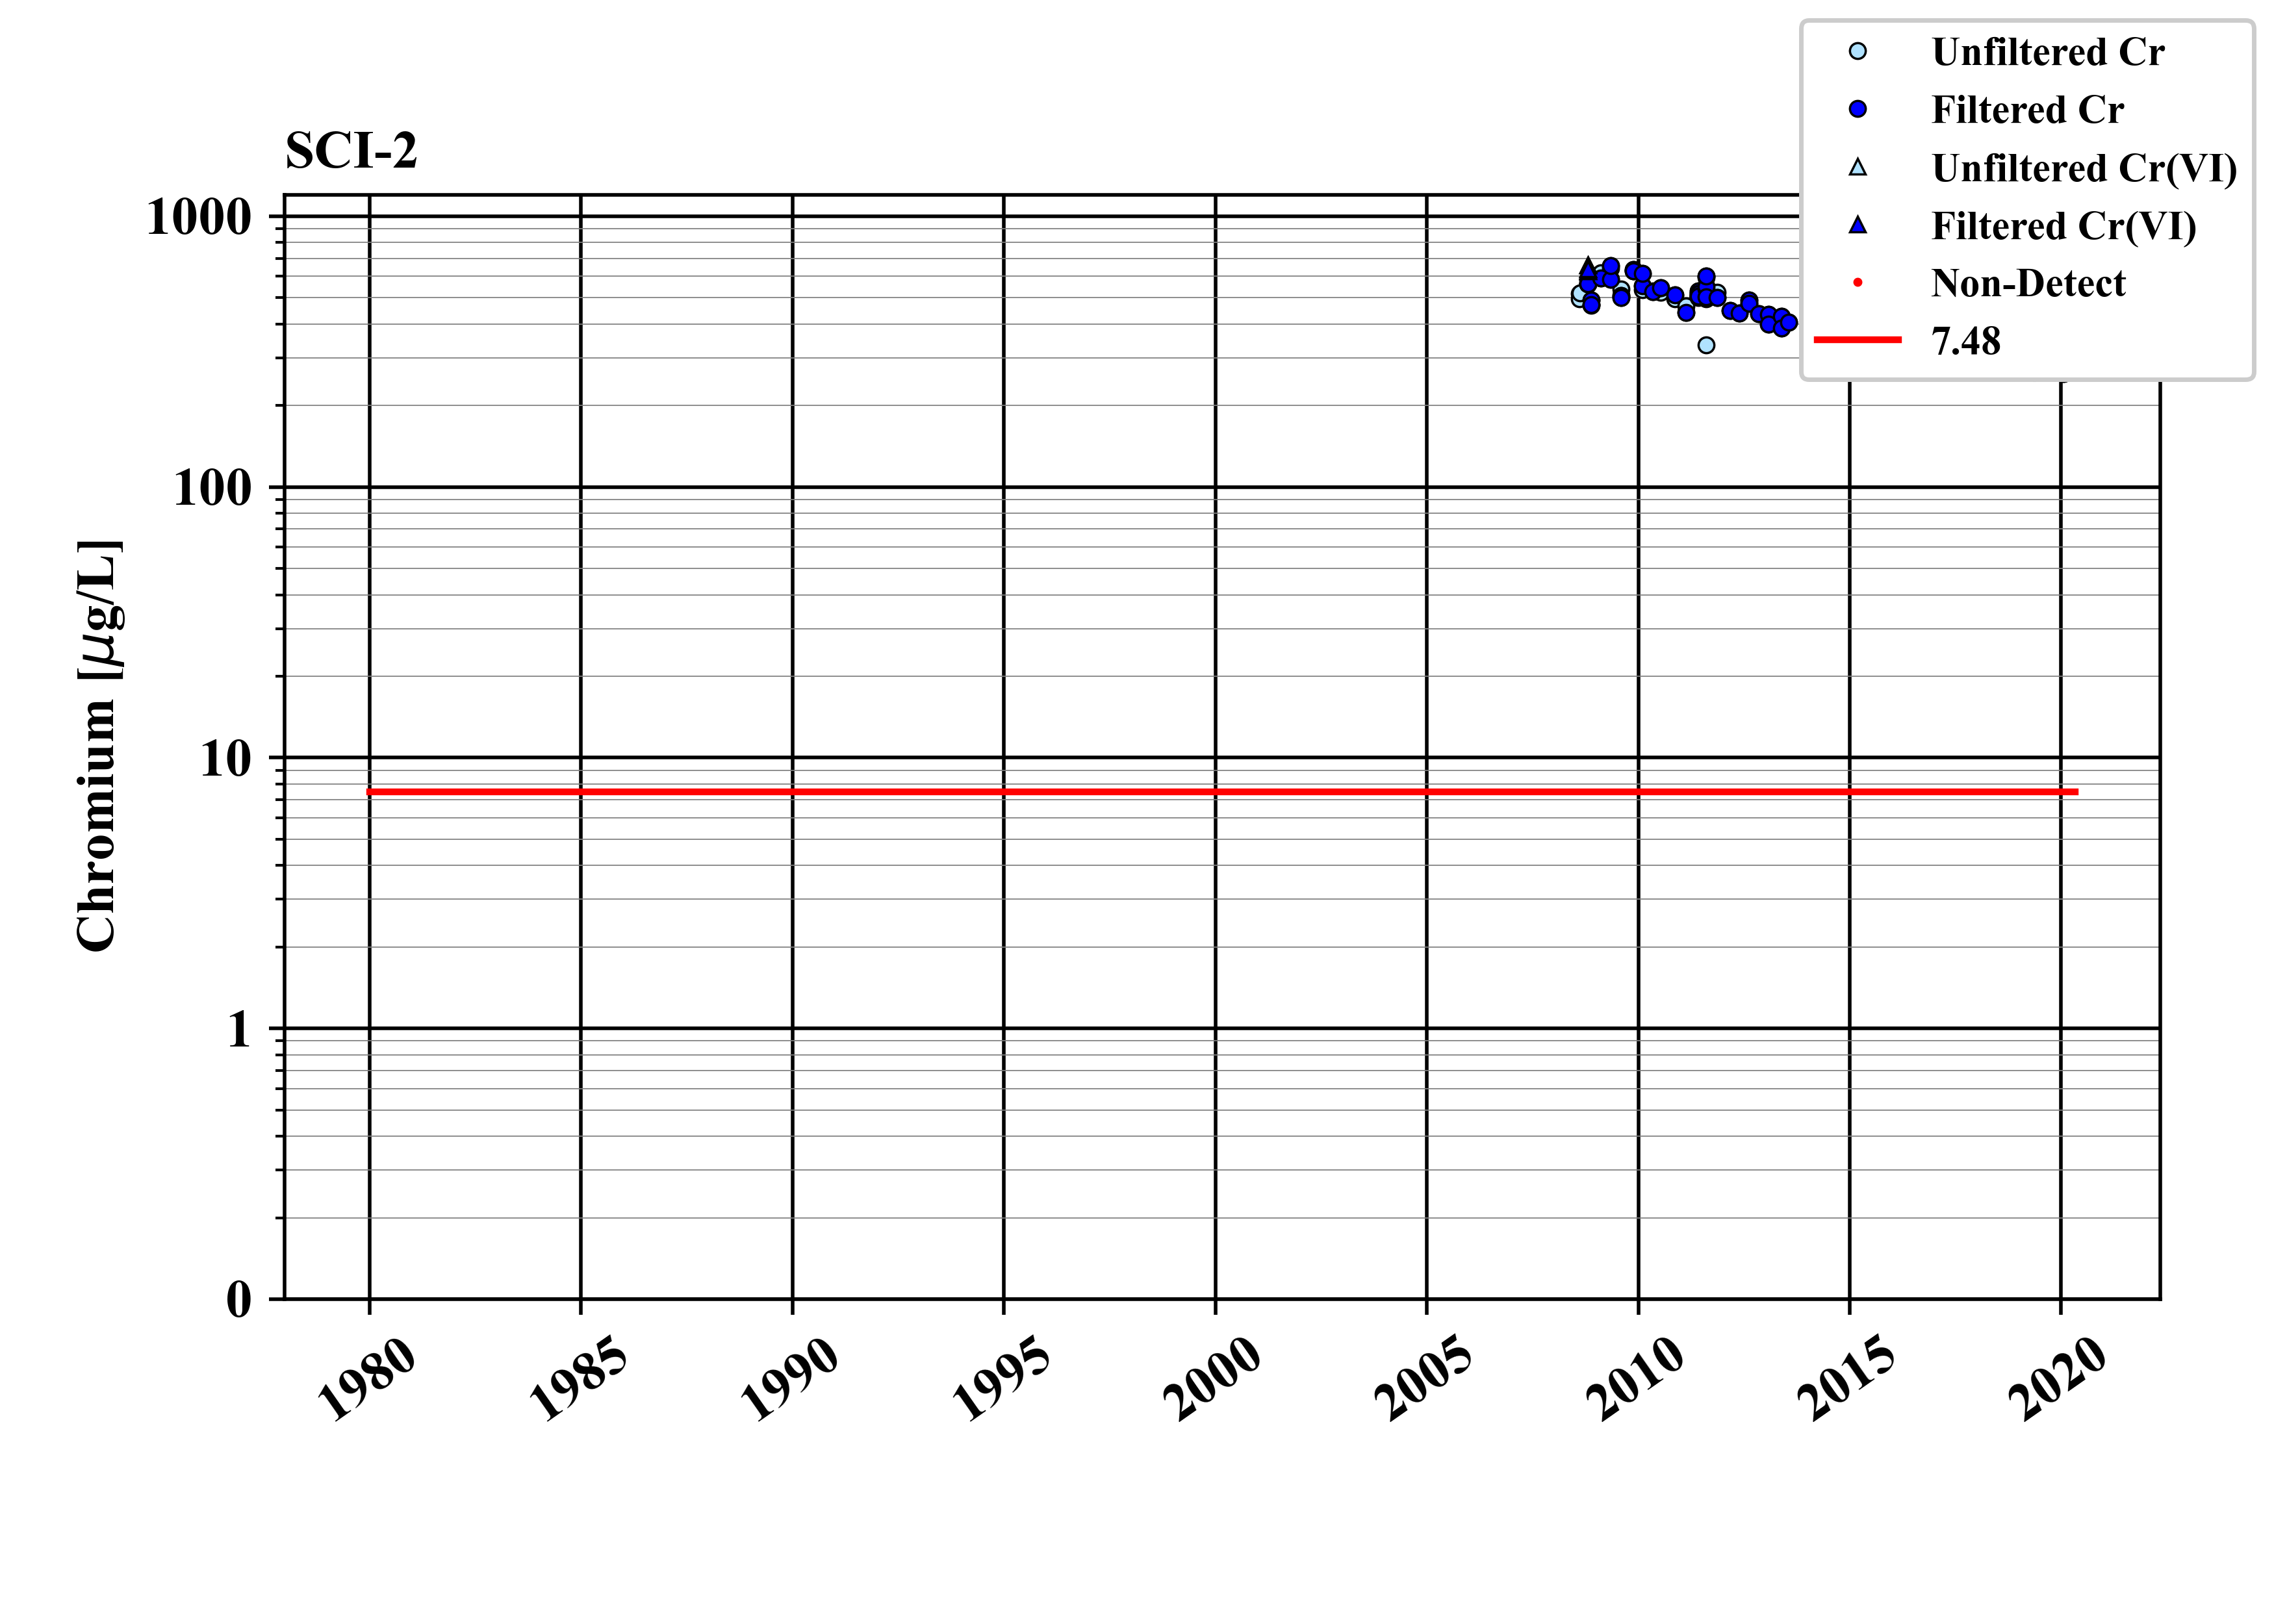 Unfiltered Cr
Filtered Cr
Unfiltered Cr(VI)
Filtered Cr(VI)
Non-Detect
7.48
SCI-2
1000
100
10
1
0
Chromium [μg/L]
1980
1985
1990
1995
2000
2005
2010
2015
2020